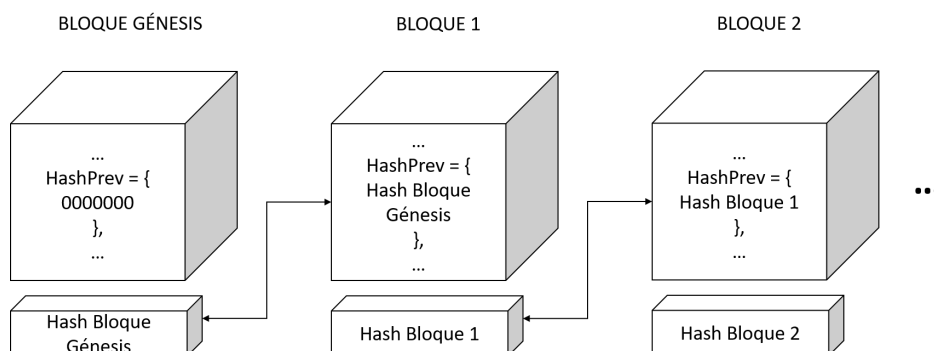 BLOQUE GÉNESIS
BLOQUE 1
BLOQUE 2
...
HashPrev = {
0000000
},
...
...
HashPrev = {
Hash Bloque
Génesis
},
...
...
HashPrev = {
Hash Bloque 1
},
...
..
Hash Bloque
Génesis
Hash Bloque 1
Hash Bloque 2